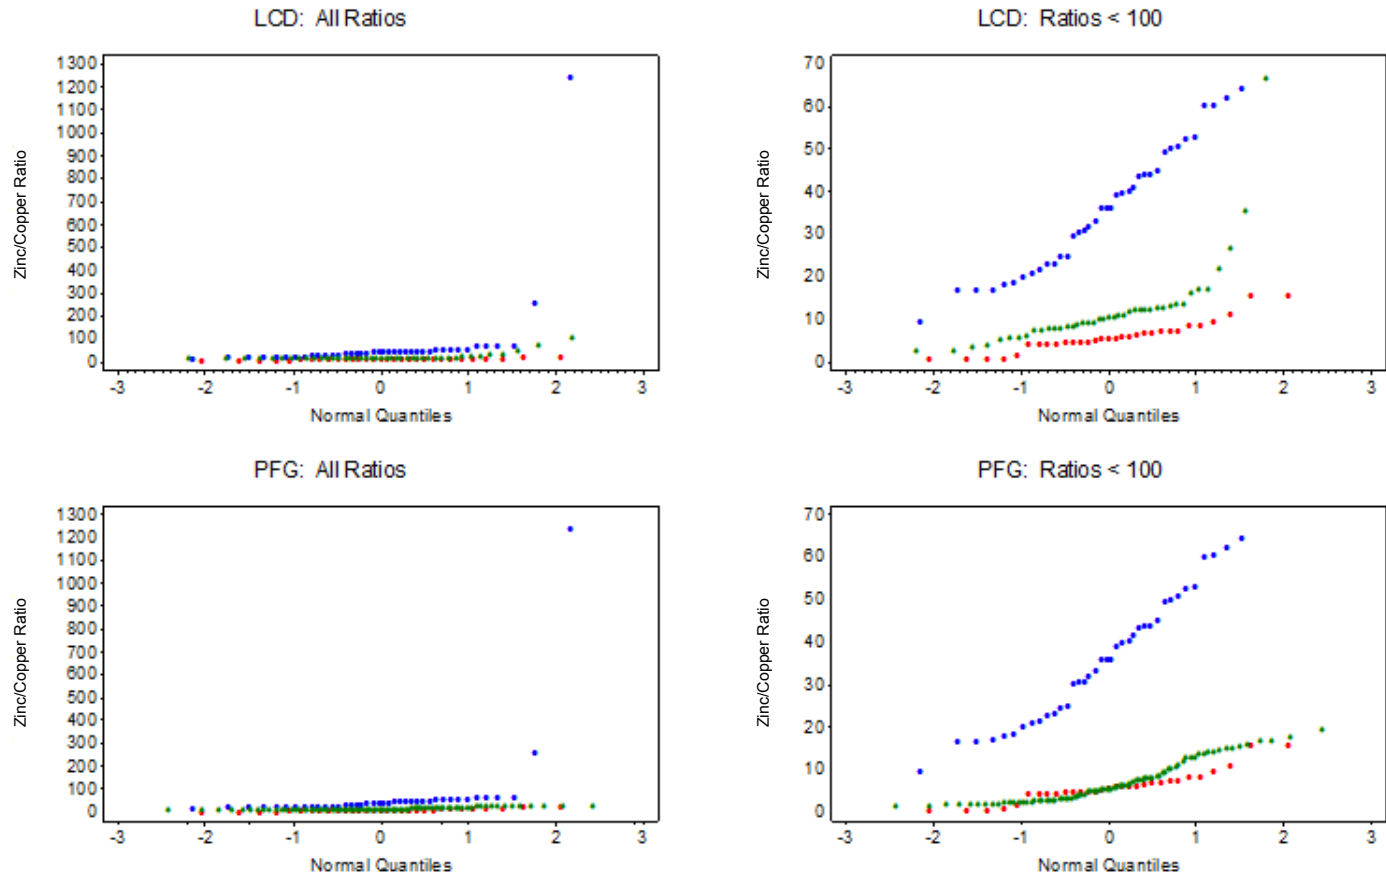 LCD: All Ratios
LCD: Ratios < 100
Zinc/Copper Ratio
1300
1200
1100
1000
900
800
700
600
500
400
300
200
100
0
-3 -2 -1 0 1 2 3
Normal Quantiles
Zinc/Copper Ratio
70
60
50
40
30
20
10
0
-3 -2 -1 0 1 2 3
Normal Quantiles
PFG: All Ratios
PFG: Ratios < 100
Zinc/Copper Ratio
1300
1200
1100
1000
900
800
700
600
500
400
300
200
100
0
-3 -2 -1 0 1 2 3
Normal Quantiles
Zinc/Copper Ratio
70
60
50
40
30
20
10
0
-3 -2 -1 0 1 2 3
Normal Quantiles